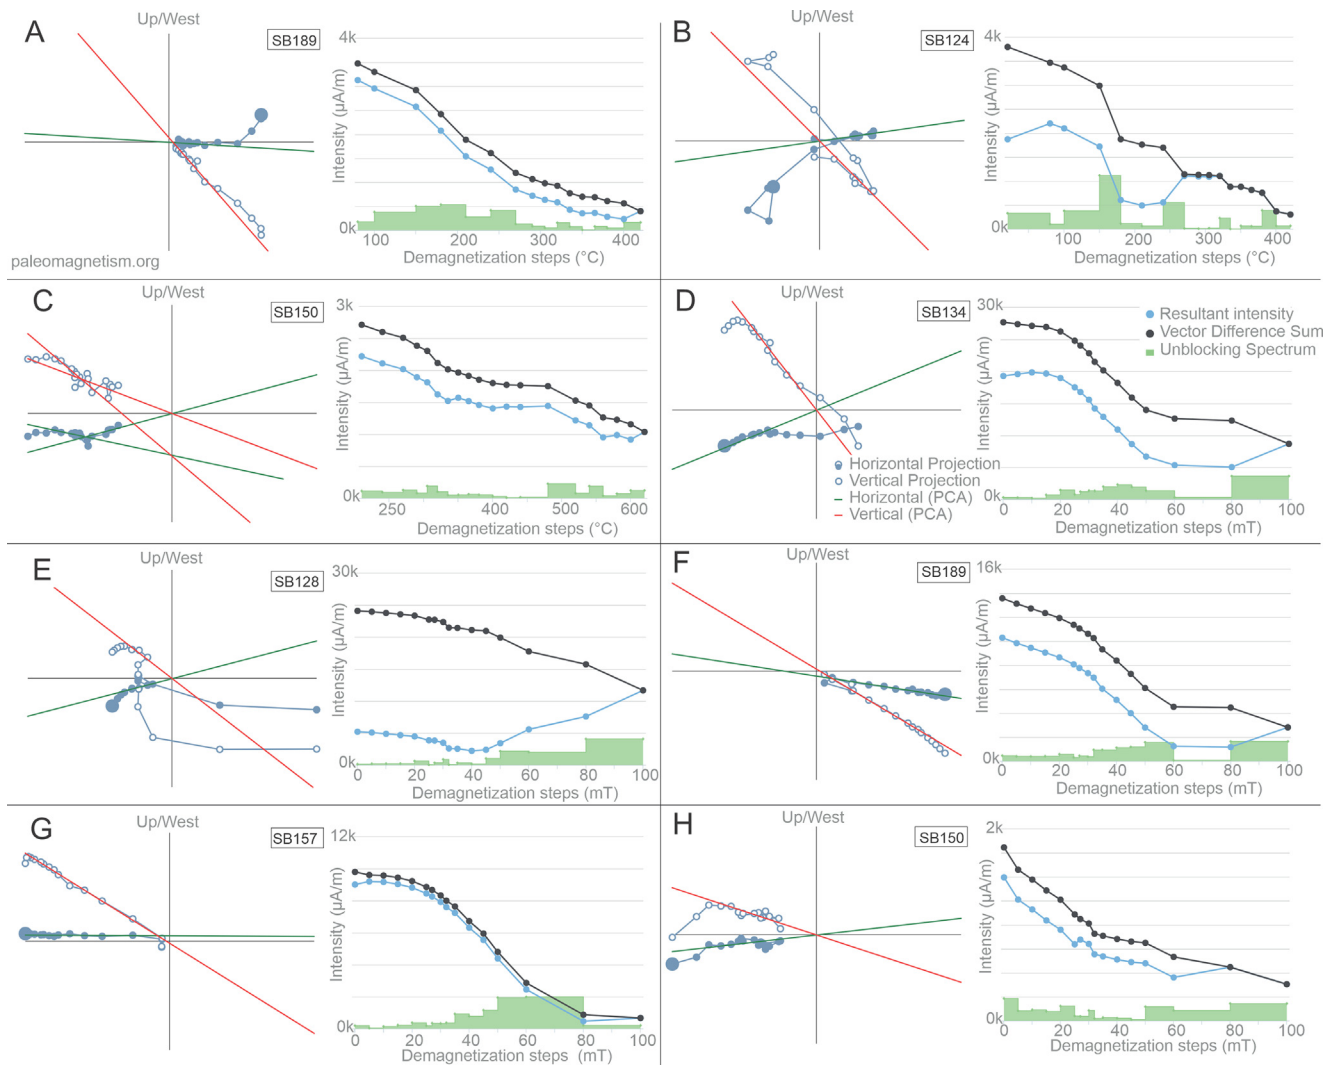 A
Up/West
SB189
4k
Intensity (µA/m)
0k
100
200
300
400
Demagnetization steps (°C)
paleomagnetism.org
B
Up/West
SB124
4k
Intensity (µA/m)
0k
100
200
300
400
Demagnetization steps (°C)
C
Up/West
SB150
3k
Intensity (µA/m)
0k
250
400
500
600
Demagnetization steps (°C)
D
Up/West
SB134
30k
Intensity (µA/m)
0k
0
20
40
60
80
100
Demagnetization steps (mT)
Resultant intensity
Vector Difference Sum
Unblocking Spectrum
Horizontal Projection
Vertical Projection
Horizontal (PCA)
Vertical (PCA)
E
Up/West
SB128
30k
Intensity (µA/m)
0k
0
20
40
60
80
100
Demagnetization steps (mT)
F
Up/West
SB189
16k
Intensity (µA/m)
0k
0
20
40
60
80
100
Demagnetization steps (mT)
G
Up/West
SB157
12k
Intensity (µA/m)
0k
0
20
40
60
80
100
Demagnetization steps (mT)
H
Up/West
SB150
2k
Intensity (µA/m)
0k
0
20
40
60
80
100
Demagnetization steps (mT)